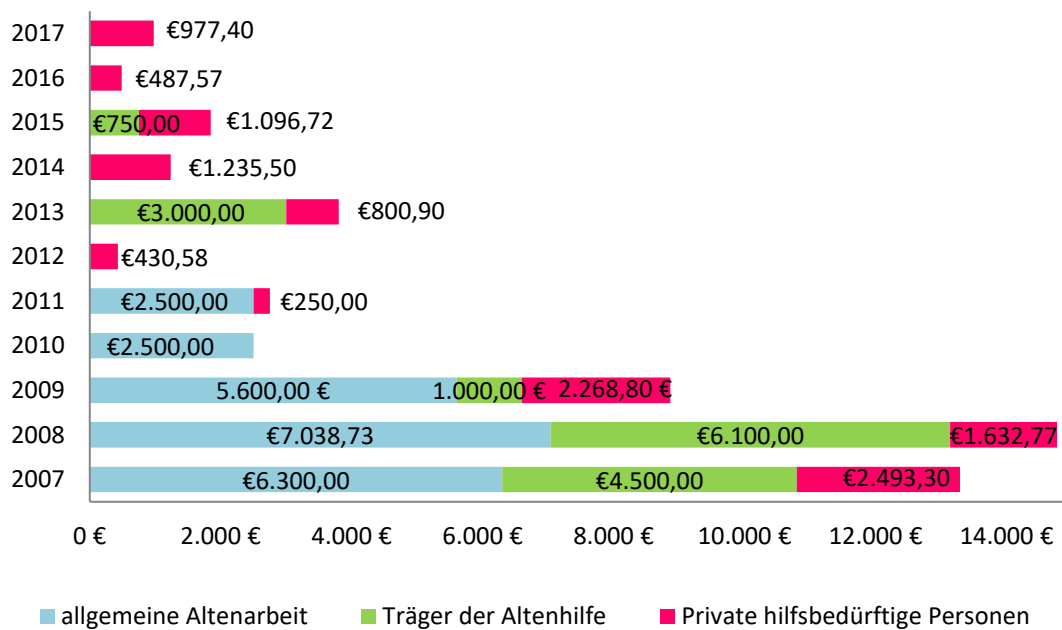 2017 €977,40
2016 €487,57
2015 €750,00 €1.096,72
2014 €1.235,50
2013 €3.000,00 €800,90
2012 €430,58
2011 €2.500,00 €250,00
2010 €2.500,00
2009 5.600,00 € 1.000,00 € 2.268,80 €
2008 €7.038,73 €6.100,00 €1.632,77
2007 €6.300,00 €4.500,00 €2.493,30
0 € 2.000 € 4.000 € 6.000 € 8.000 € 10.000 € 12.000 € 14.000 €
allgemeine Altenarbeit Träger der Altenhilfe Private hilfsbedürftige Personen